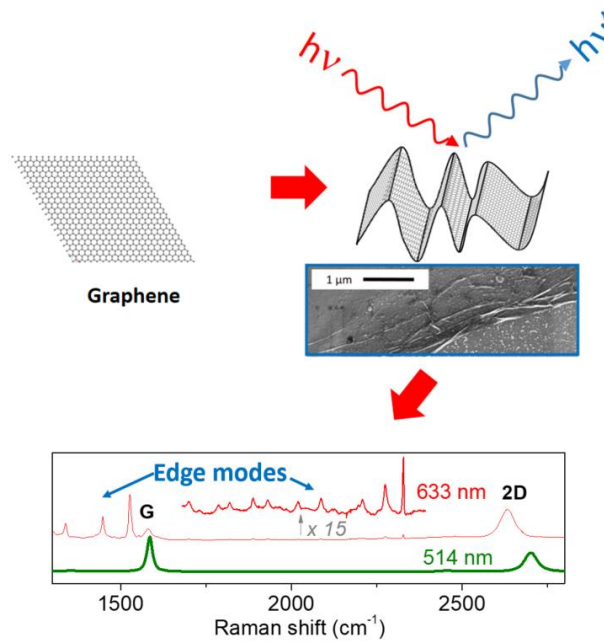 hν
hν'
Graphene
1 μm
Edge modes
G
633 nm
2D
x 15
514 nm
1500
2000
2500
Raman shift (cm-1)